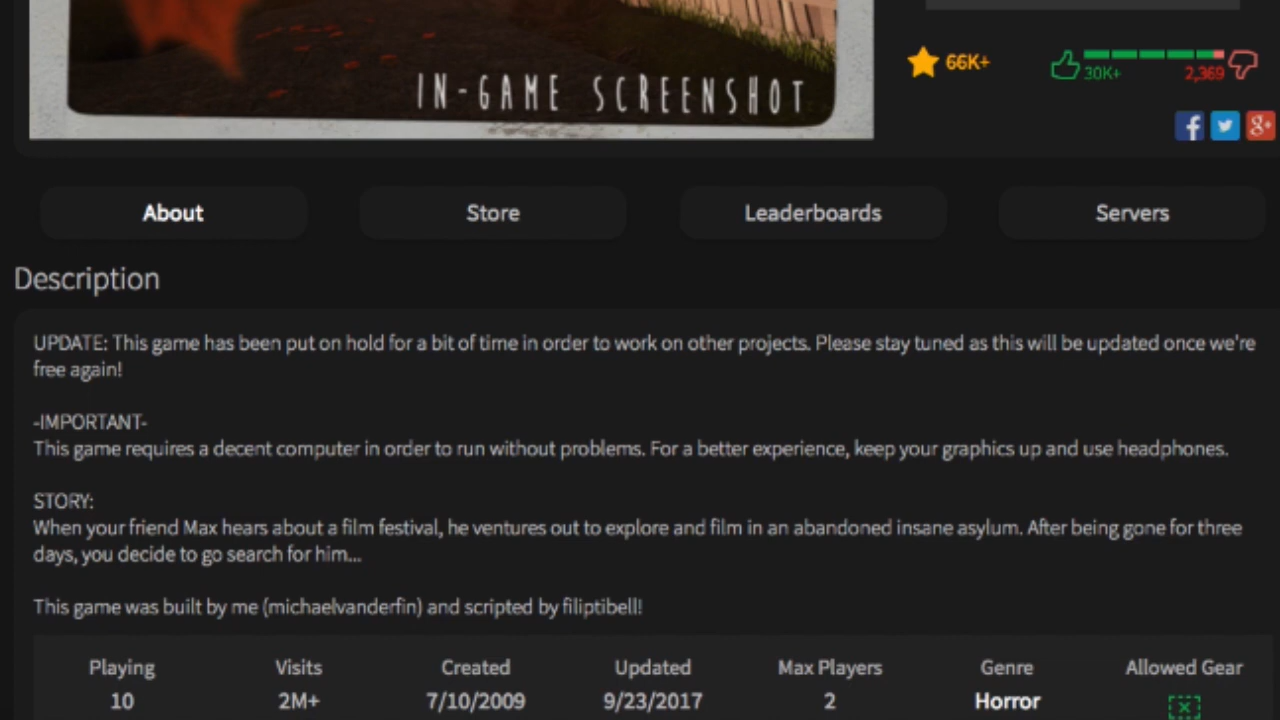 IN-GAME SCREENSHOT
66K+
30K+
2,369
f
8+
About Store Leaderboards Servers
Description
UPDATE: This game has been put on hold for a bit of time in order to work on other projects. Please stay tuned as this will be updated once we're
free again!
-IMPORTANT-
This game requires a decent computer in order to run without problems. For a better experience, keep your graphics up and use headphones.
STORY:
When your friend Max hears about a film festival, he ventures out to explore and film in an abandoned insane asylum. After being gone for three
days, you decide to go search for him...
This game was built by me (michaelvanderfin) and scripted by filiptibell!
Playing Visits Created Updated Max Players Genre Allowed Gear
10 2M+ 7/10/2009 9/23/2017 2 Horror